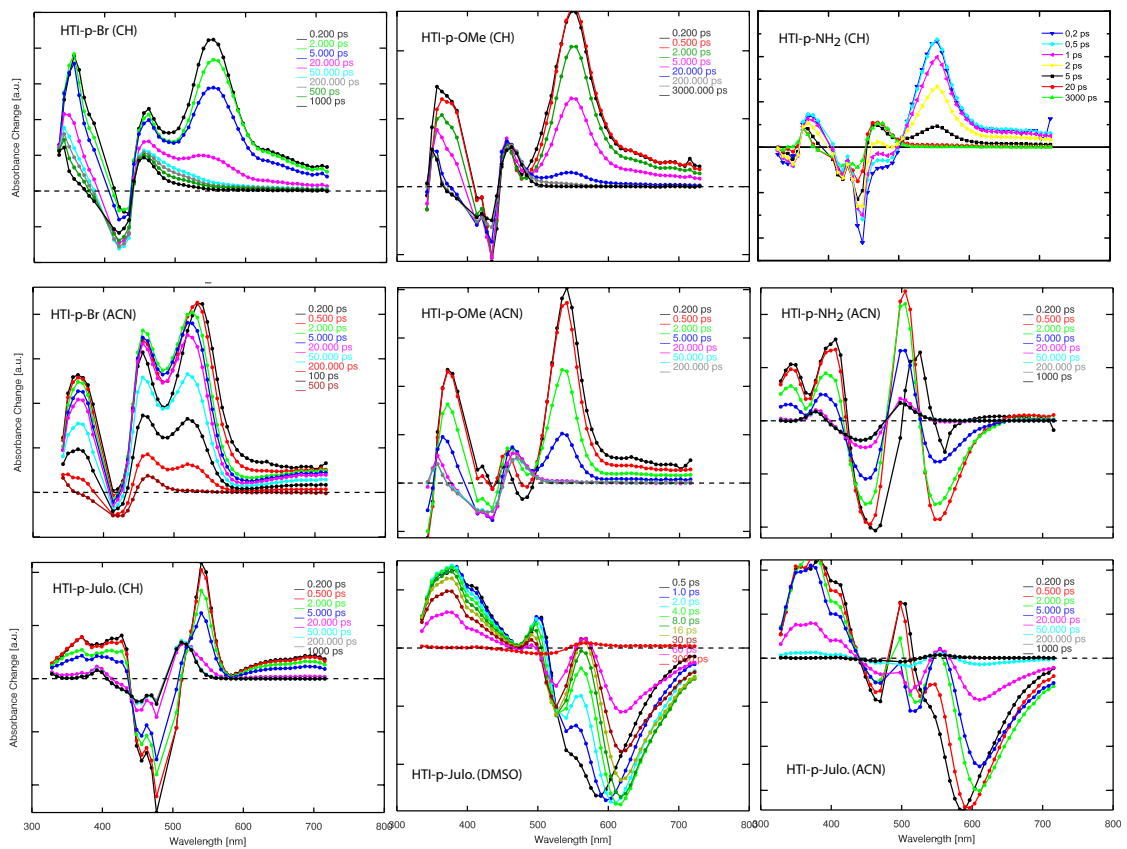 HTI-p-Br (CH)
0.200 ps
2.000 ps
5.000 ps
20.000 ps
50.000 ps
200.000 ps
500 ps
1000 ps
Absorbance Change [a.u.]
HTI-p-OMe (CH)
0.200 ps
0.500 ps
2.000 ps
5.000 ps
20.000 ps
200.000 ps
3000.000 ps
HTI-p-NH2 (CH)
0,2 ps
0,5 ps
1 ps
2 ps
5 ps
20 ps
3000 ps
300 400 500 600 700 800
HTI-p-Br (ACN)
0.200 ps
0.500 ps
2.000 ps
5.000 ps
20.000 ps
50.000 ps
200.000 ps
100 ps
500 ps
Absorbance Change [a.u.]
HTI-p-OMe (ACN)
0.200 ps
0.500 ps
2.000 ps
5.000 ps
20.000 ps
50.000 ps
200.000 ps
HTI-p-NH2 (ACN)
0.200 ps
0.500 ps
2.000 ps
5.000 ps
20.000 ps
50.000 ps
200.000 ps
1000 ps
HTI-p-Julo. (CH)
0.200 ps
0.500 ps
2.000 ps
5.000 ps
20.000 ps
50.000 ps
200.000 ps
1000 ps
Absorbance Change [a.u.]
300 400 500 600 700
Wavelength [nm]
HTI-p-Julo. (DMSO)
0.5 ps
1.0 ps
2.0 ps
4.0 ps
8.0 ps
16 ps
30 ps
400 500 600 700
Wavelength [nm]
HTI-p-Julo. (ACN)
0.200 ps
0.500 ps
2.000 ps
5.000 ps
20.000 ps
50.000 ps
200.000 ps
1000 ps
400 500 600 700 800
Wavelength [nm]